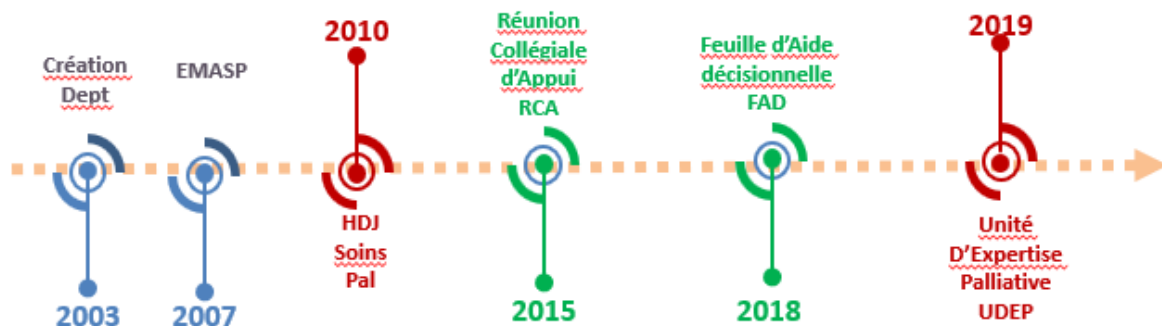 Création
Dept
2003
EMASP
2007
2010
HDJ
Soins
Pal
Réunion
Collégiale
d'Appui
RCA
2015
Feuille d'Aide
décisionnelle
FAD
2018
2019
Unité
D'Expertise
Palliative
UDEP